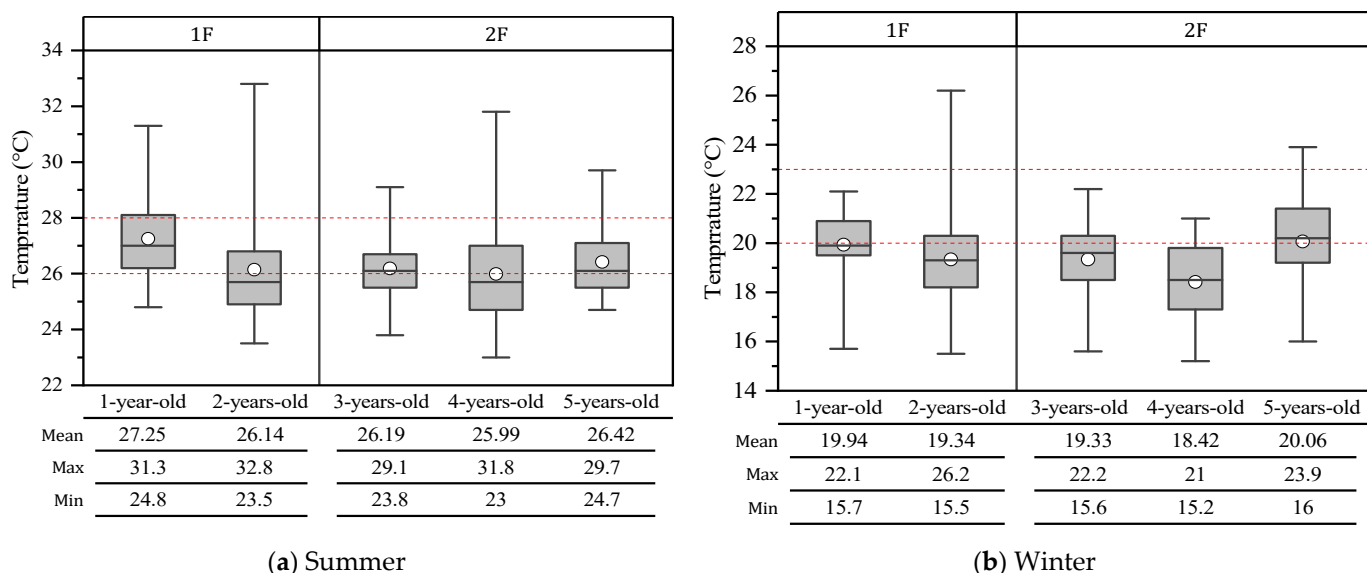 1F 2F
34
32
30
28
26
24
22
Temprrature (°C)
1-year-old 2-years-old 3-years-old 4-years-old 5-years-old
Mean 27.25 26.14 26.19 25.99 26.42
Max 31.3 32.8 29.1 31.8 29.7
Min 24.8 23.5 23.8 23 24.7
(a) Summer
1F 2F
28
26
24
22
20
18
16
14
Temprrature (°C)
1-year-old 2-years-old 3-years-old 4-years-old 5-years-old
Mean 19.94 19.34 19.33 18.42 20.06
Max 22.1 26.2 22.2 21 23.9
Min 15.7 15.5 15.6 15.2 16
(b) Winter